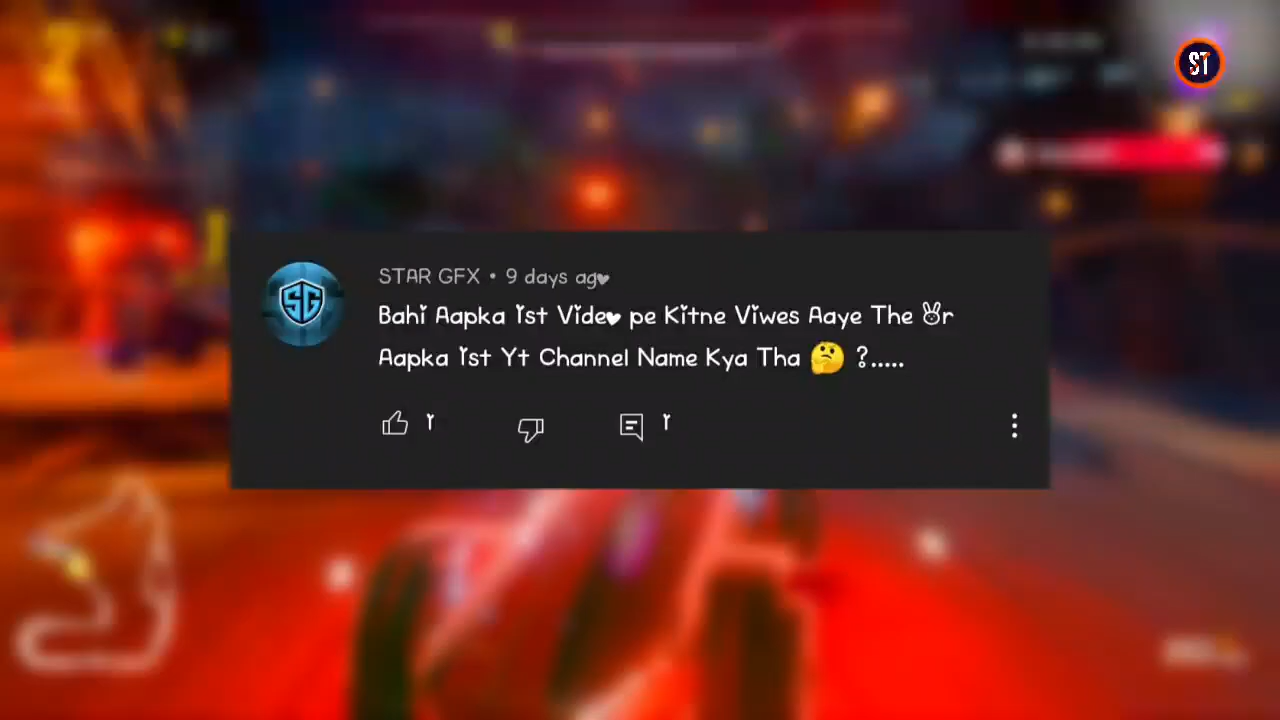 ST
STAR GFX • 9 days ago
Bahi Aapka 1st Video pe Kitne Viwes Aaye The Or
Aapka 1st Yt Channel Name Kya Tha 🤔 ?.....
1 1
SG